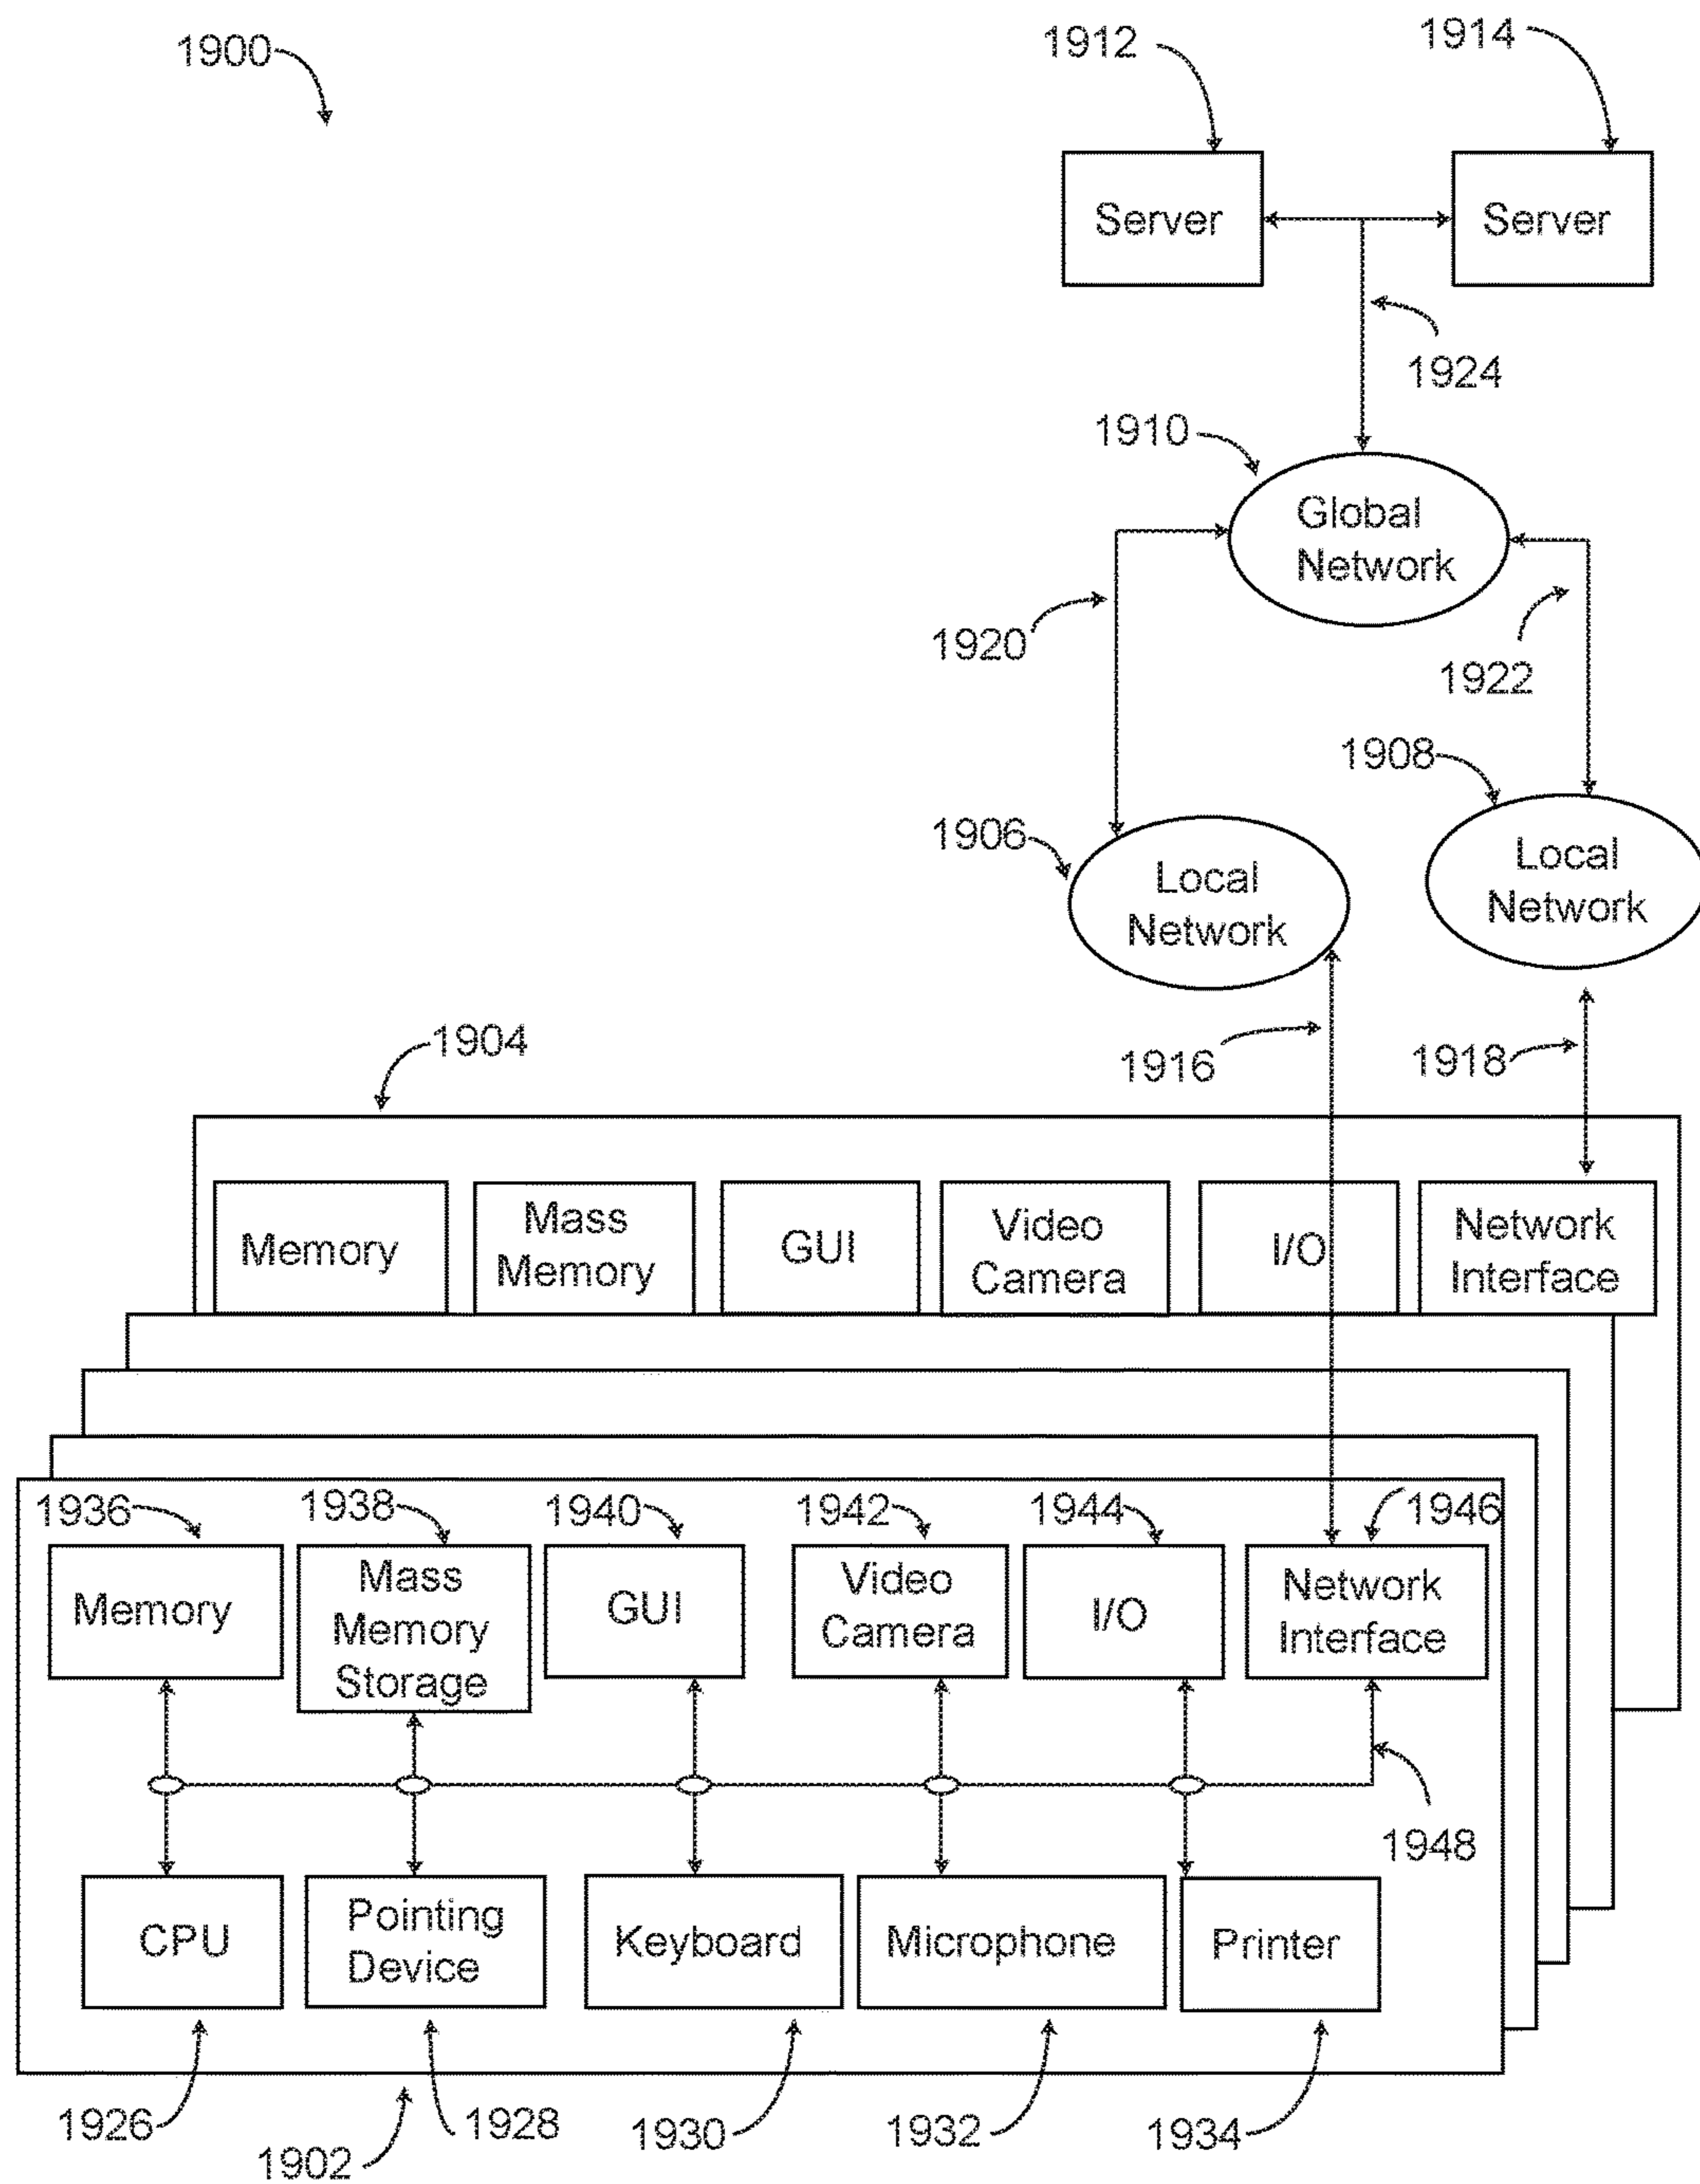 1900
1912
1914
Server
Server
1924
1910
Global
Network
1920
1922
1908
1906
Local
Network
Local
Network
1904
1916
1918
Memory
Mass
Memory
GUI
Video
Camera
I/O
Network
Interface
1936
1938
1940
1942
1944
1946
Memory
Mass
Memory
Storage
GUI
Video
Camera
I/O
Network
Interface
1948
CPU
Pointing
Device
Keyboard
Microphone
Printer
1926
1902
1928
1930
1932
1934